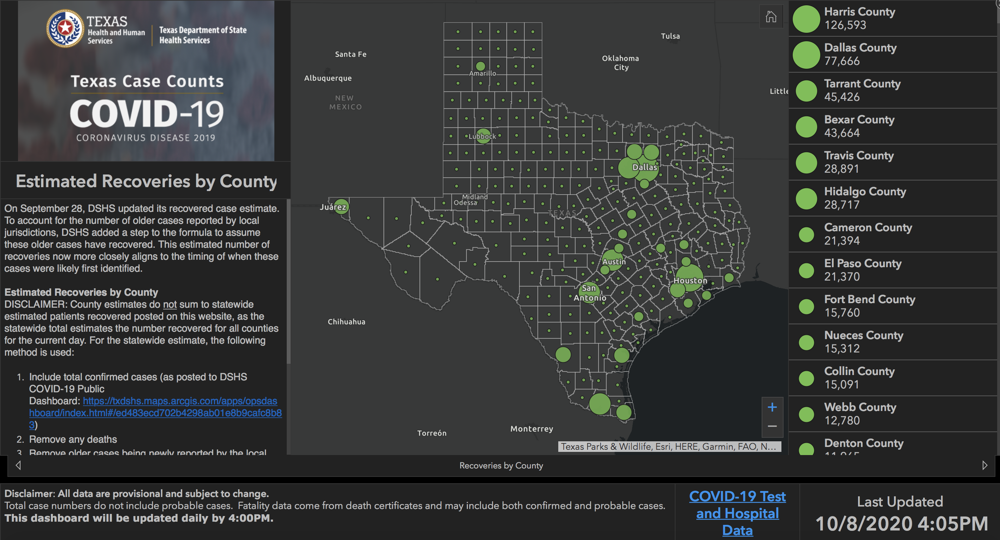 TEXAS
Health and Human
Services
Texas Department of State
Health Services
Texas Case Counts
COVID-19
CORONAVIRUS DISEASE 2019
Estimated Recoveries by County
On September 28, DSHS updated its recovered case estimate.
To account for the number of older cases reported by local
jurisdictions, DSHS added a step to the formula to assume
these older cases have recovered. This estimated number of
recoveries now more closely aligns to the timing of when these
cases were likely first identified.
Estimated Recoveries by County
DISCLAIMER: County estimates do not sum to statewide
estimated patients recovered posted on this website, as the
statewide total estimates the number recovered for all counties
for the current day. For the statewide estimate, the following
method is used:
1. Include total confirmed cases (as posted to DSHS
COVID-19 Public
Dashboard: https://txdshs.maps.arcgis.com/apps/opsdas
hboard/index.html#/ed483ecd702b4298ab01e8b9cafc8b8
3)
2. Remove any deaths
3. Remove older cases being newly reported by the local
Tulsa
Santa Fe
Oklahoma
City
Amarillo
Albuquerque
Little
NEW
MEXICO
Lubbock
Dallas
Midland
Odessa
Juárez
TEXAS
Austin
Houston
San
Antonio
Chihuahua
Monterrey
Torreón
+
−
Texas Parks & Wildlife, Esri, HERE, Garmin, FAO, N...
Harris County
126,593
Dallas County
77,666
Tarrant County
45,426
Bexar County
43,664
Travis County
28,891
Hidalgo County
28,717
Cameron County
21,394
El Paso County
21,370
Fort Bend County
15,760
Nueces County
15,312
Collin County
15,091
Webb County
12,780
Denton County
Recoveries by County
Disclaimer: All data are provisional and subject to change.
Total case numbers do not include probable cases. Fatality data come from death certificates and may include both confirmed and probable cases.
This dashboard will be updated daily by 4:00PM.
COVID-19 Test
and Hospital
Data
Last Updated
10/8/2020 4:05PM